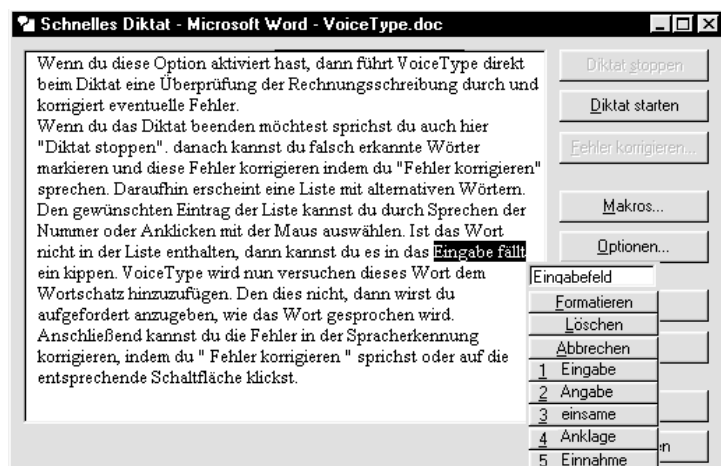 Schnelles Diktat - Microsoft Word - VoiceType.doc
Wenn du diese Option aktiviert hast, dann führt VoiceType direkt
beim Diktat eine Überprüfung der Rechnungsschreibung durch und
korrigiert eventuelle Fehler.
Wenn du das Diktat beenden möchtest sprichst du auch hier
"Diktat stoppen". danach kannst du falsch erkannte Wörter
markieren und diese Fehler korrigieren indem du "Fehler korrigieren"
sprechen. Daraufhin erscheint eine Liste mit alternativen Wörtern.
Den gewünschten Eintrag der Liste kannst du durch Sprechen der
Nummer oder Anklicken mit der Maus auswählen. Ist das Wort
nicht in der Liste enthalten, dann kannst du es in das Eingabe fällt
ein kippen. VoiceType wird nun versuchen dieses Wort dem
Wortschatz hinzuzufügen. Den dies nicht, dann wirst du
aufgefordert anzugeben, wie das Wort gesprochen wird.
Anschließend kannst du die Fehler in der Spracherkennung
korrigieren, indem du " Fehler korrigieren " sprichst oder auf die
entsprechende Schaltfläche klickst.
Diktat stoppen
Diktat starten
Fehler korrigieren...
Makros...
Optionen...
Eingabefeld
Formatieren
Löschen
Abbrechen
1 Eingabe
2 Angabe
3 einsame
4 Anklage
5 Einnahme